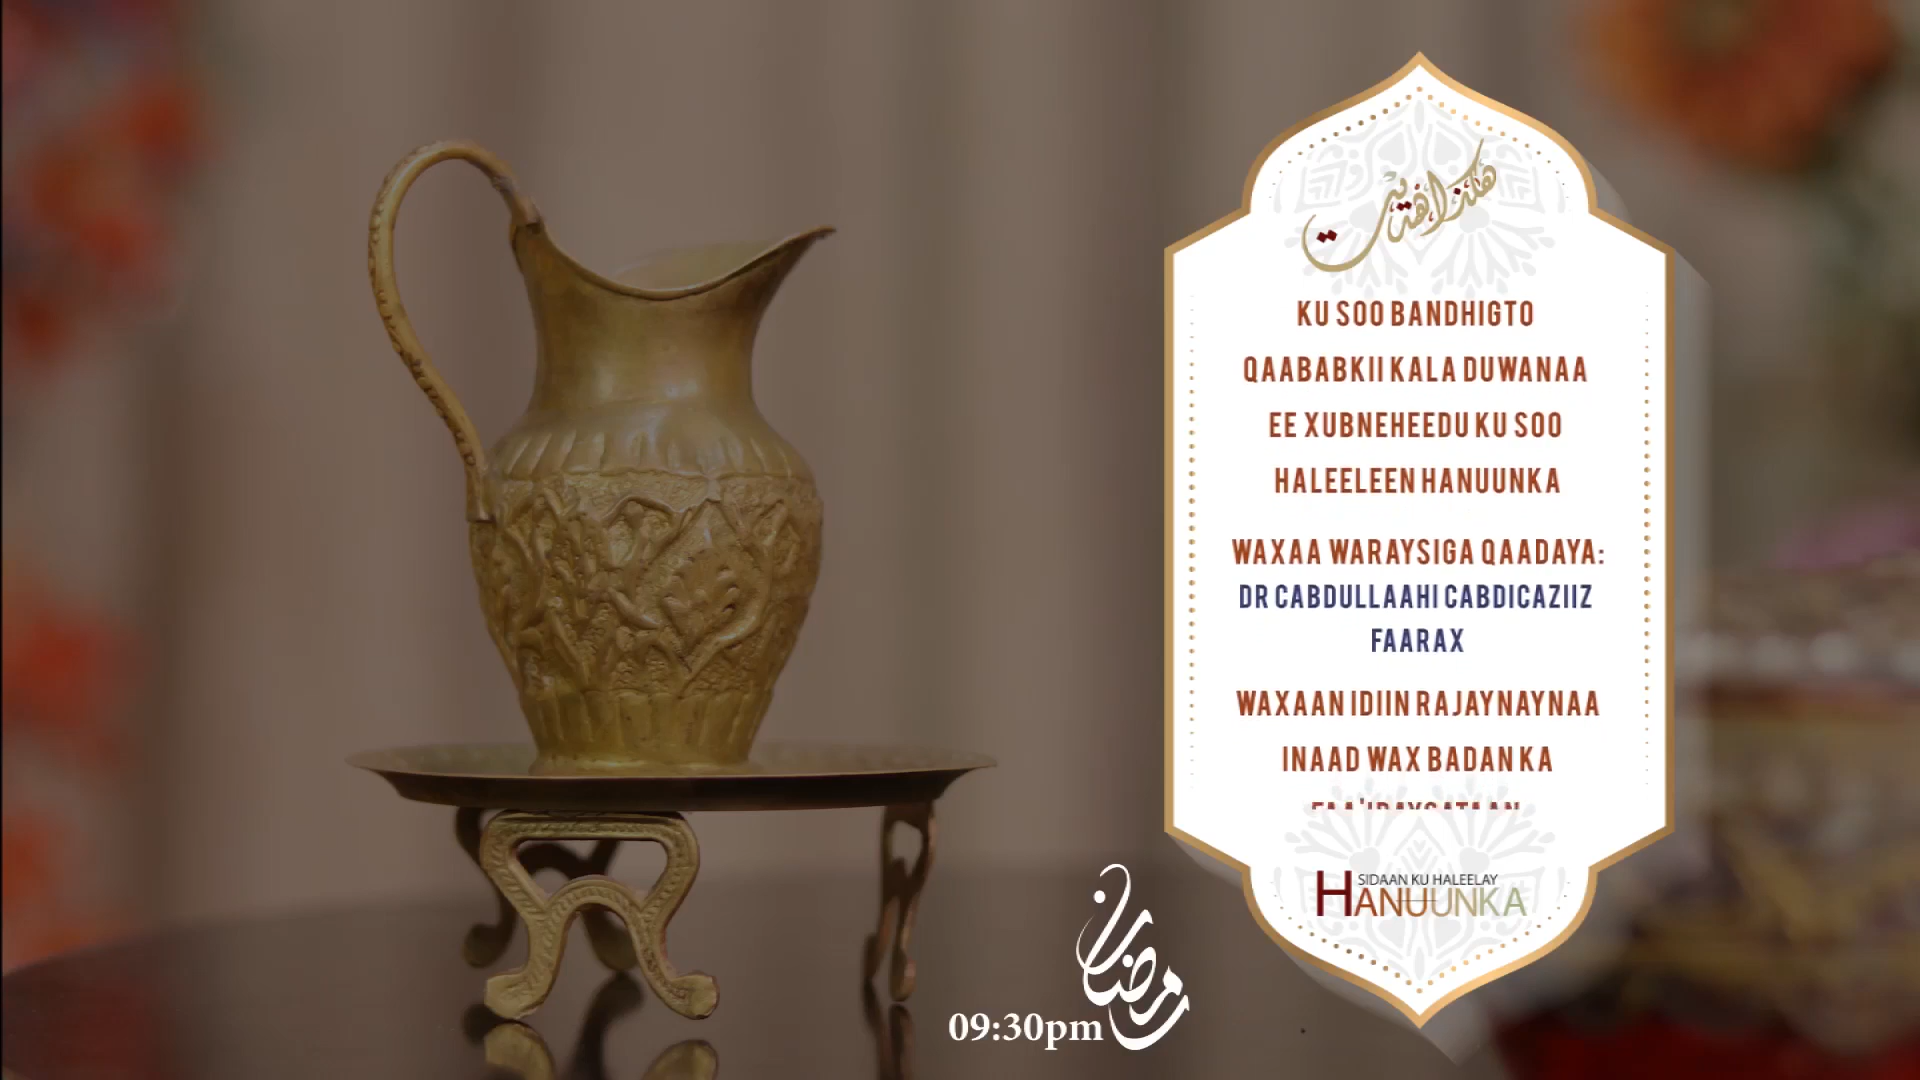 هكذا اهتديت
KU SOO BANDHIGTO
QAABABKII KALA DUWANAA
EE XUBNEHEEDU KU SOO
HALEELEEN HANUUNKA
WAXAA WARAYSIGA QAADAYA:
DR CABDULLAAHI CABDICAZIIZ
FAARAX
WAXAAN IDIIN RAJAYNAYNAA
INAAD WAX BADAN KA
SIDAAN KU HALEELAY
HANUUNKA
رمضان
09:30pm